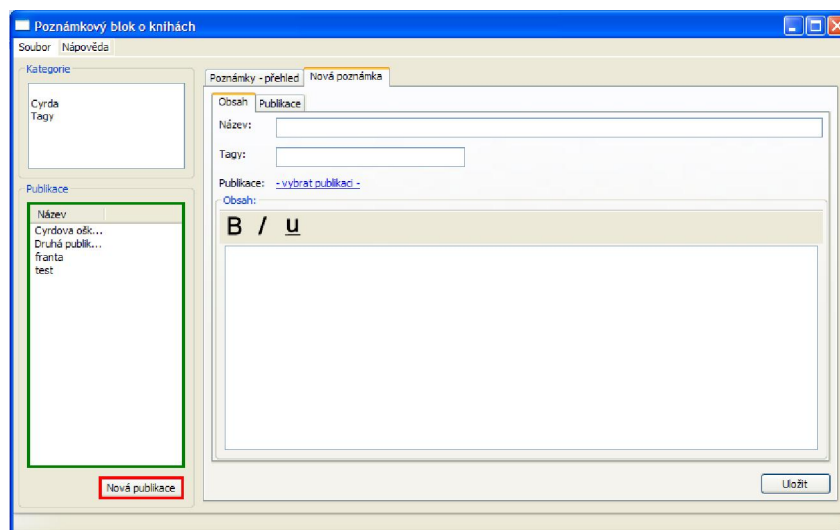 Poznámkový blok o knihách
Soubor Nápověda
Kategorie
Cyrda
Tagy
Publikace
Název
Cyrdova ošk...
Druhá publik...
franta
test
Nová publikace
Poznámky - přehled Nová poznámka
Obsah Publikace
Název:
Tagy:
Publikace: - vybrat publikaci -
Obsah:
B I u
Uložit